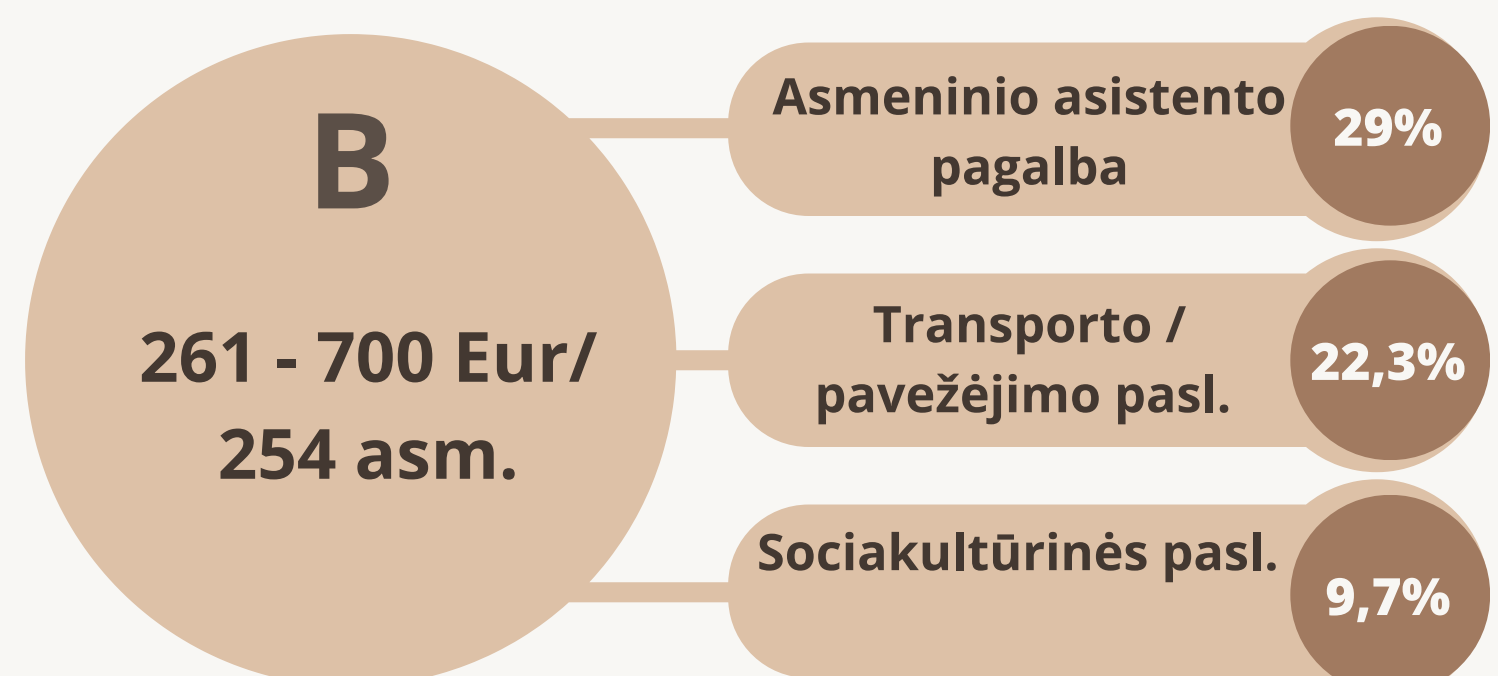 B
261 - 700 Eur/
254 asm.
Asmeninio asistento
pagalba
29%
Transporto /
pavežėjimo pasl.
22,3%
Sociakultūrinės pasl.
9,7%